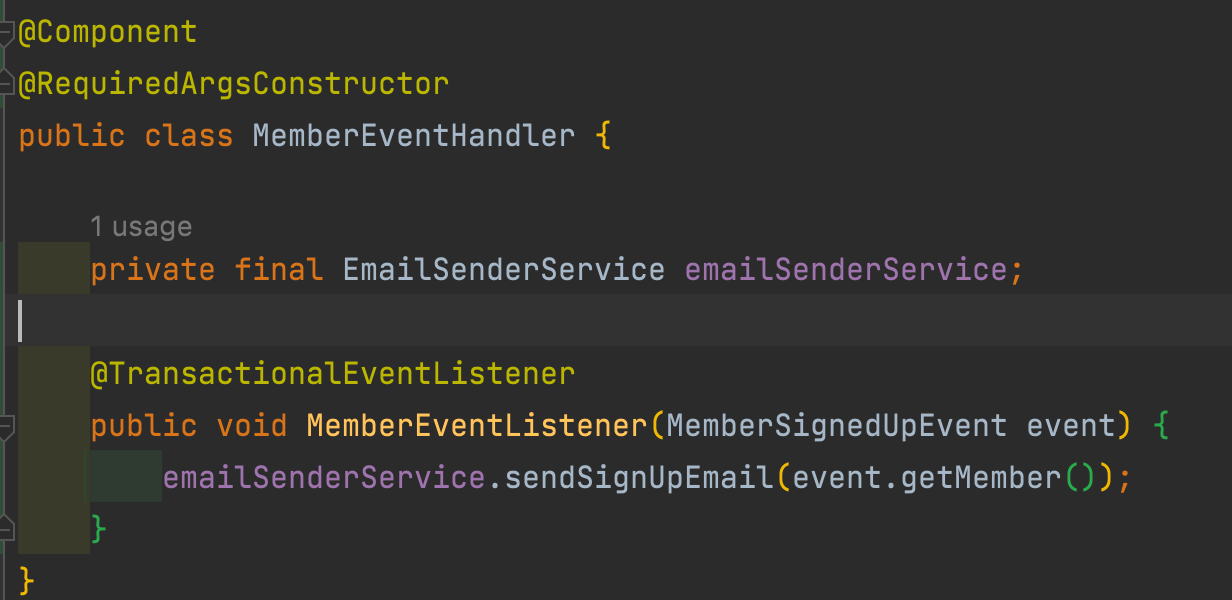 @Component
@RequiredArgsConstructor
public class MemberEventHandler {
1 usage
private final EmailSenderService emailSenderService;
@TransactionalEventListener
public void MemberEventListener(MemberSignedUpEvent event) {
emailSenderService.sendSignUpEmail(event.getMember());
}
}